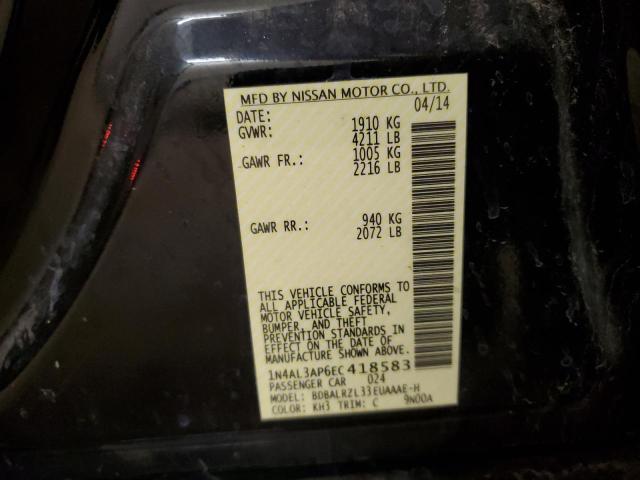 MFD BY NISSAN MOTOR CO., LTD.
DATE: 04/14
GVWR: 1910 KG
4211 LB
GAWR FR: 1005 KG
2216 LB
GAWR RR: 940 KG
2072 LB
THIS VEHICLE CONFORMS TO
ALL APPLICABLE FEDERAL
MOTOR VEHICLE SAFETY,
BUMPER, AND THEFT
PREVENTION STANDARDS IN
EFFECT ON THE DATE OF
MANUFACTURE SHOWN ABOVE.
1N4AL3AP6EC418583
PASSENGER CAR 024
MODEL: BDBALRZL33EUAAAE-H
COLOR: KH3 TRIM: C 9N00A